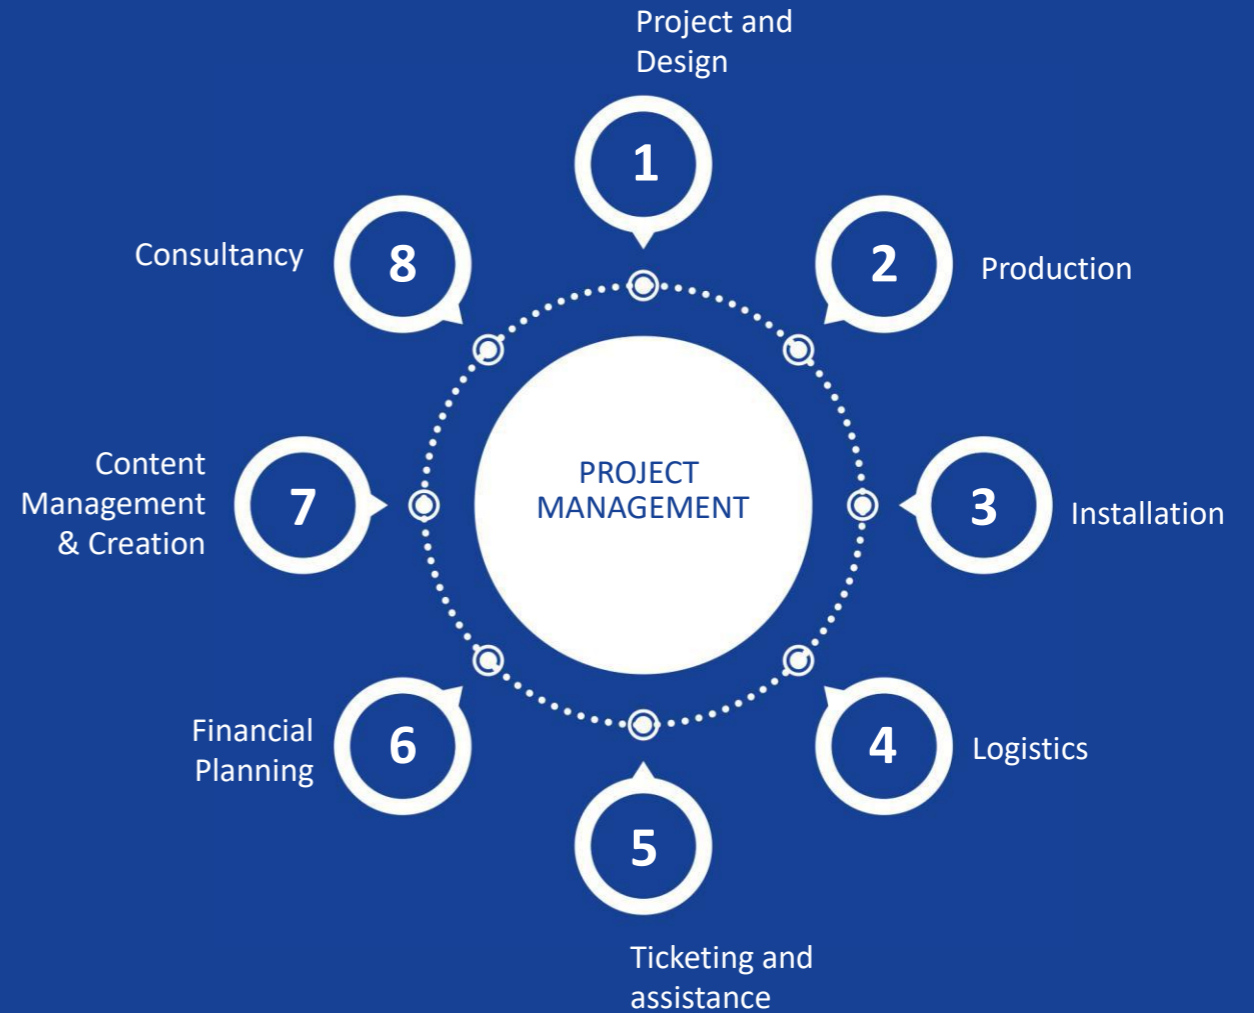 Project and
Design
1
2
Production
3
Installation
4
Logistics
5
Ticketing and
assistance
6
Financial
Planning
7
Content
Management
& Creation
8
Consultancy
PROJECT
MANAGEMENT